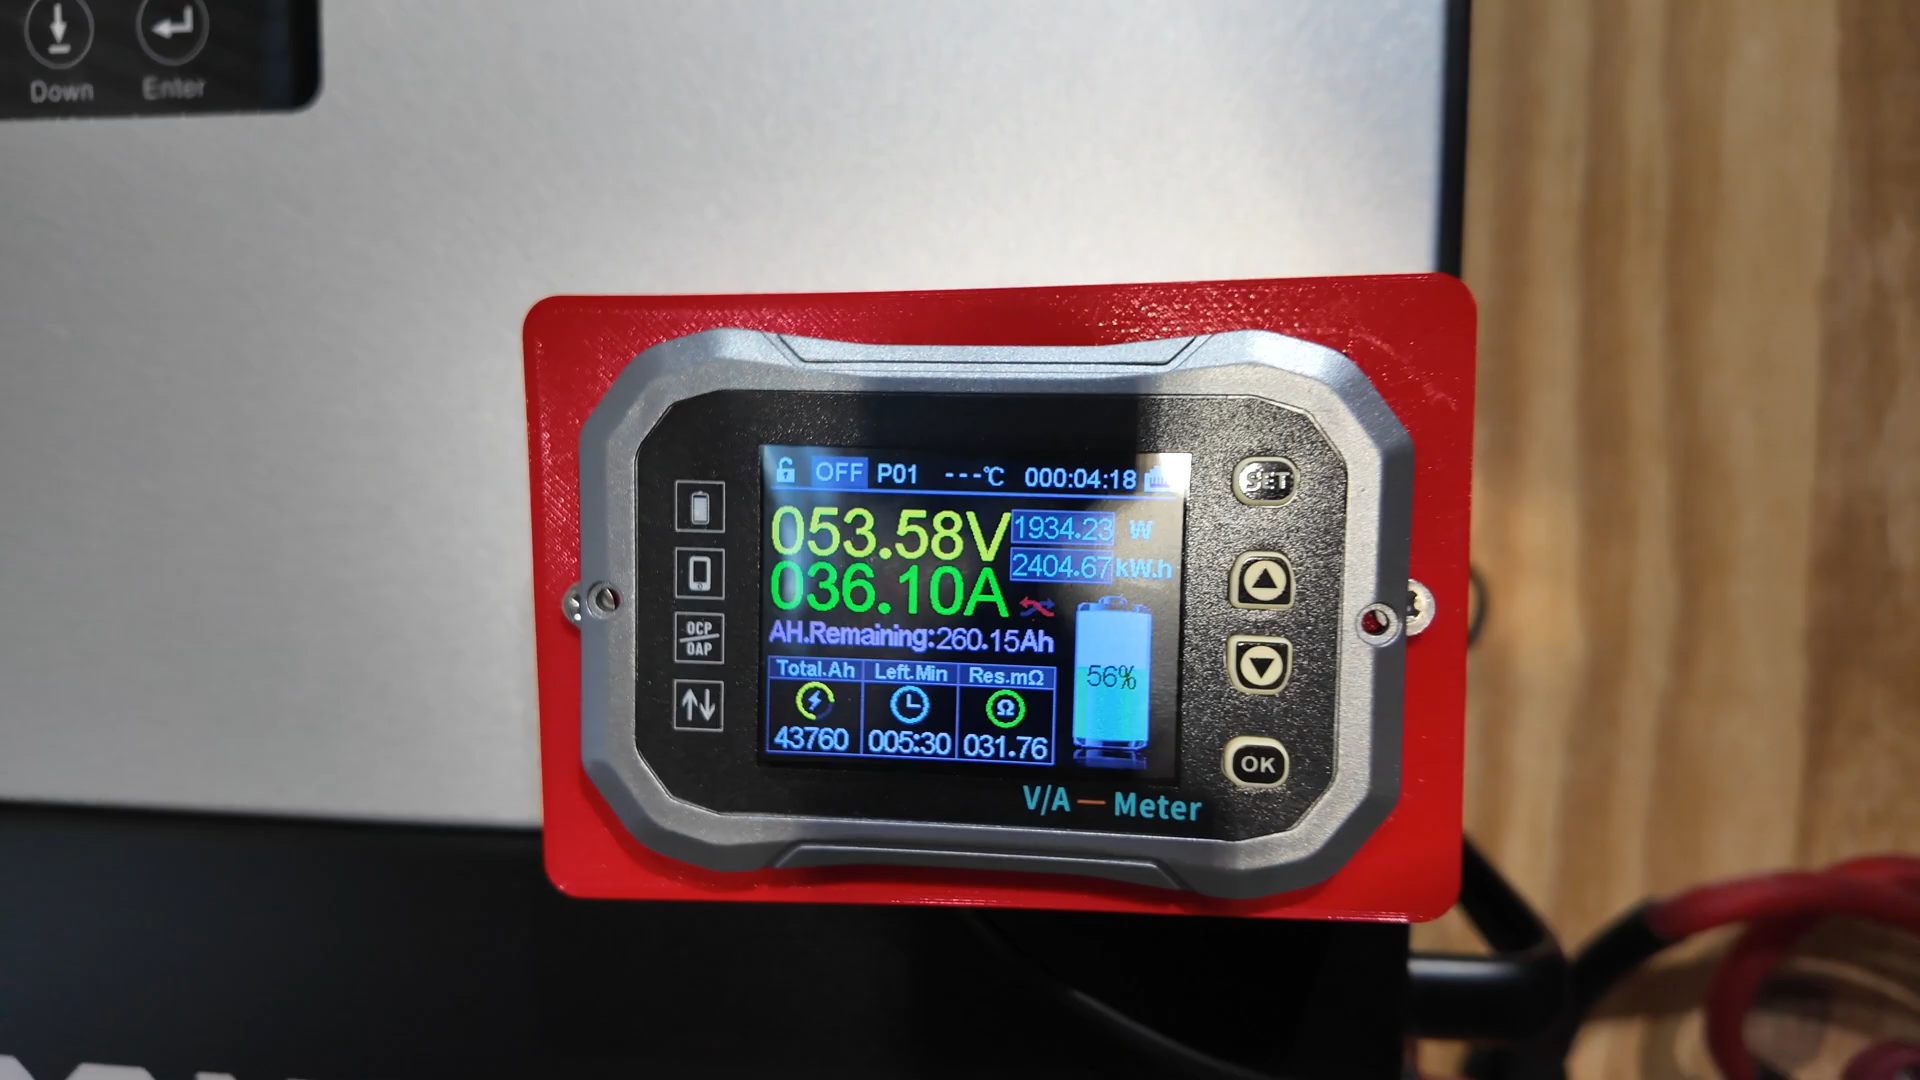 Down Enter
OFF P01 ---℃ 000:04:18
SET
053.58V 1934.23 W
2404.67kW.h
036.10A
AH.Remaining:260.15Ah
OCP
OAP
Total.Ah Left.Min Res.mΩ
56%
Ω
43760 005:30 031.76
OK
V/A — Meter